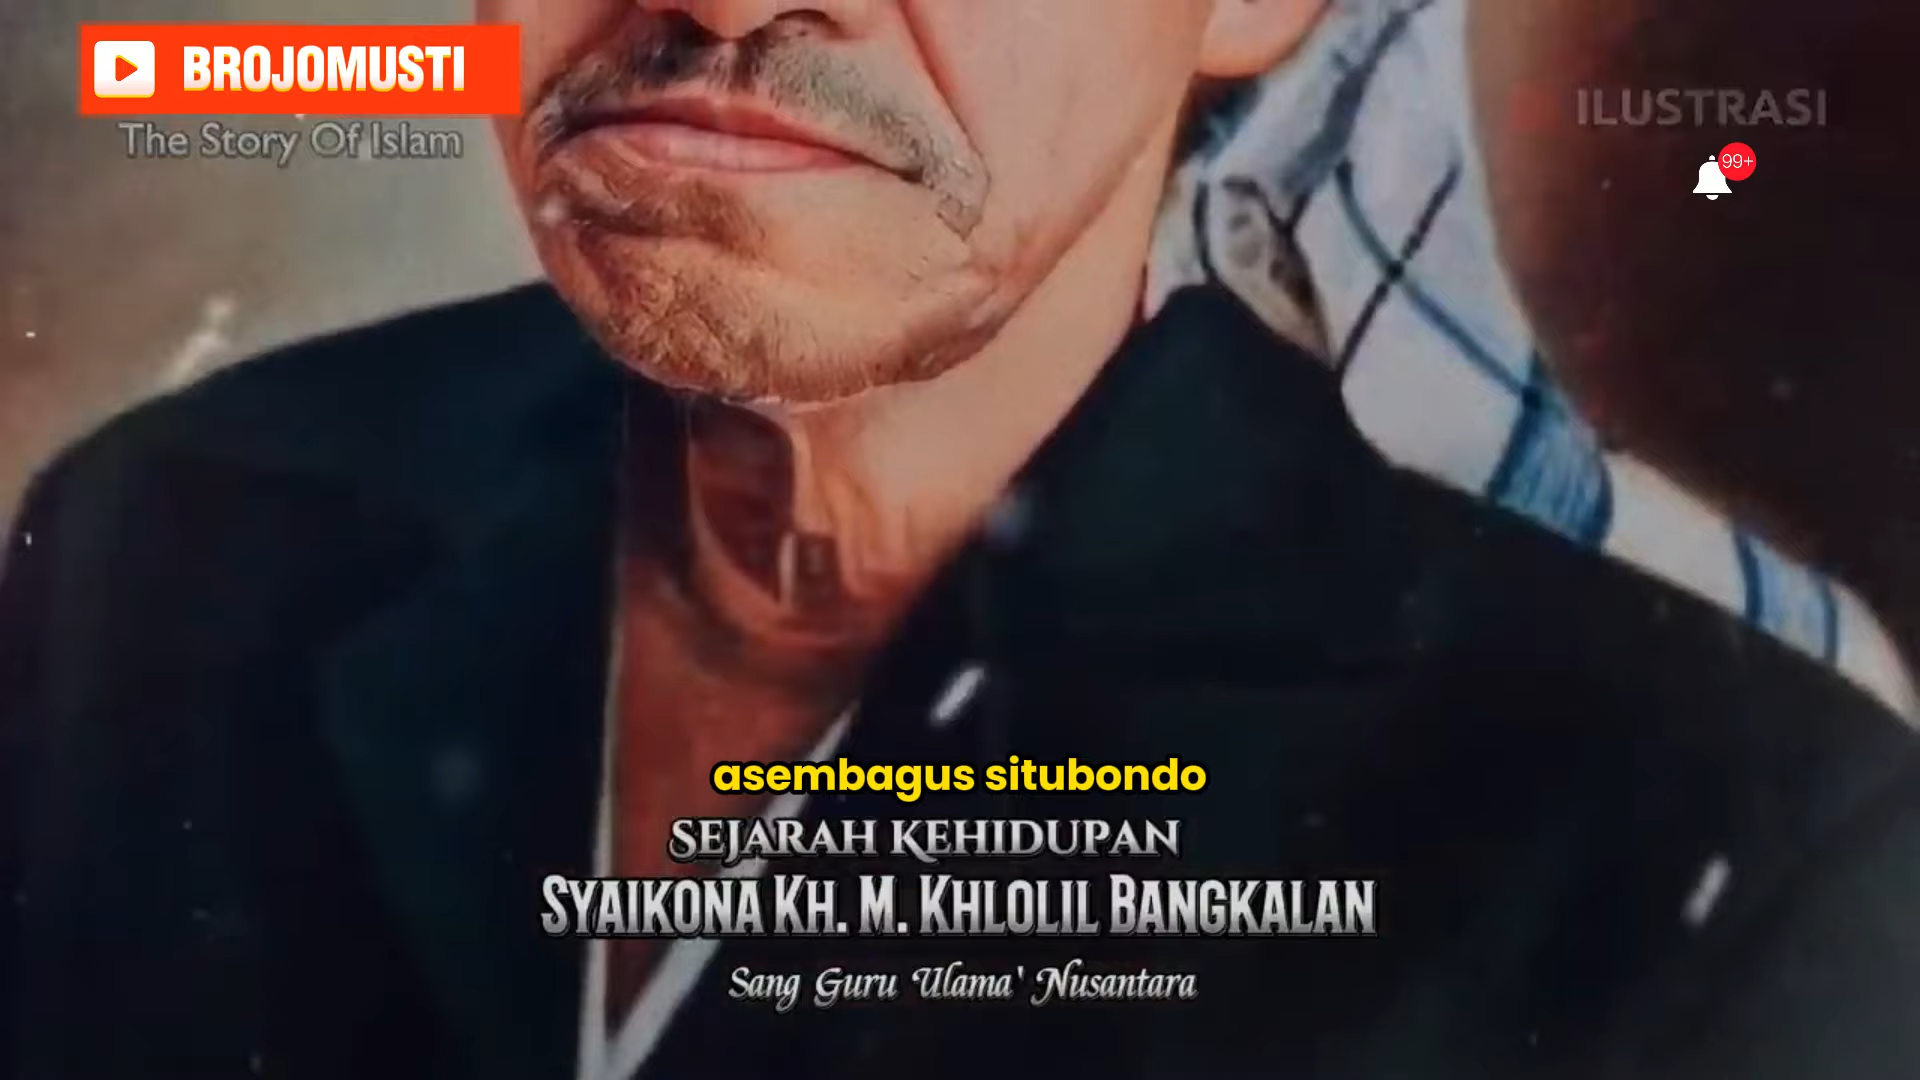 BROJOMUSTI
The Story Of Islam
ILUSTRASI
99+
asembagus situbondo
SEJARAH KEHIDUPAN
SYAIKONA KH. M. KHLOLIL BANGKALAN
Sang Guru Ulama' Nusantara